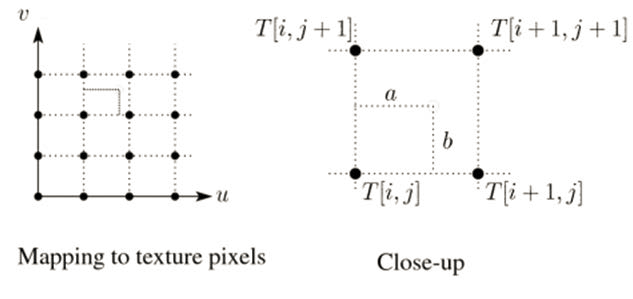 v
u
Mapping to texture pixels
T[i, j + 1]
T[i + 1, j + 1]
a
b
T[i, j]
T[i + 1, j]
Close-up